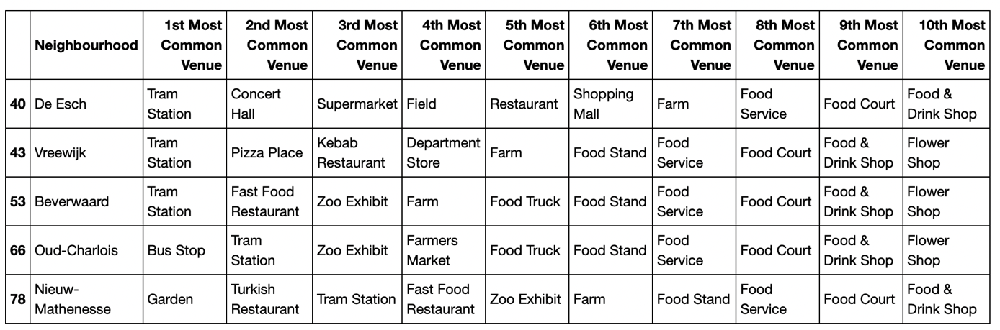 Neighbourhood 1st Most Common Venue 2nd Most Common Venue 3rd Most Common Venue 4th Most Common Venue 5th Most Common Venue 6th Most Common Venue 7th Most Common Venue 8th Most Common Venue 9th Most Common Venue 10th Most Common Venue
40 De Esch Tram Station Concert Hall Supermarket Field Restaurant Shopping Mall Farm Food Service Food Court Food & Drink Shop
43 Vreewijk Tram Station Pizza Place Kebab Restaurant Department Store Farm Food Stand Food Service Food Court Food & Drink Shop Flower Shop
53 Beverwaard Tram Station Fast Food Restaurant Zoo Exhibit Farm Food Truck Food Stand Food Service Food Court Food & Drink Shop Flower Shop
66 Oud-Charlois Bus Stop Tram Station Zoo Exhibit Farmers Market Food Truck Food Stand Food Service Food Court Food & Drink Shop Flower Shop
78 Nieuw-Mathenesse Garden Turkish Restaurant Tram Station Fast Food Restaurant Zoo Exhibit Farm Food Stand Food Service Food Court Food & Drink Shop